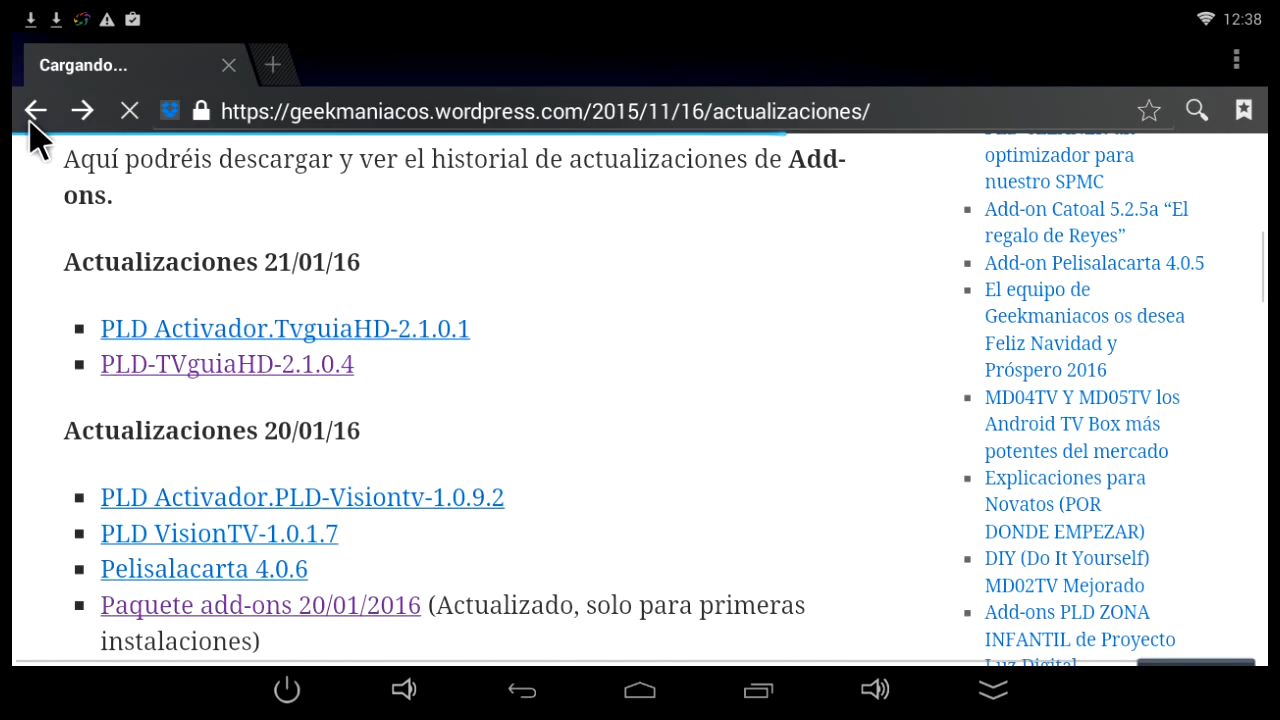 12:38
Cargando...
https://geekmaniacos.wordpress.com/2015/11/16/actualizaciones/
Aquí podréis descargar y ver el historial de actualizaciones de Add-
ons.
Actualizaciones 21/01/16
PLD Activador.TvguiaHD-2.1.0.1
PLD-TVguiaHD-2.1.0.4
Actualizaciones 20/01/16
PLD Activador.PLD-Visiontv-1.0.9.2
PLD VisionTV-1.0.1.7
Pelisalacarta 4.0.6
Paquete add-ons 20/01/2016 (Actualizado, solo para primeras
instalaciones)
optimizador para
nuestro SPMC
Add-on Catoal 5.2.5a “El
regalo de Reyes”
Add-on Pelisalacarta 4.0.5
El equipo de
Geekmaniacos os desea
Feliz Navidad y
Próspero 2016
MD04TV Y MD05TV los
Android TV Box más
potentes del mercado
Explicaciones para
Novatos (POR
DONDE EMPEZAR)
DIY (Do It Yourself)
MD02TV Mejorado
Add-ons PLD ZONA
INFANTIL de Proyecto
Luz Digital